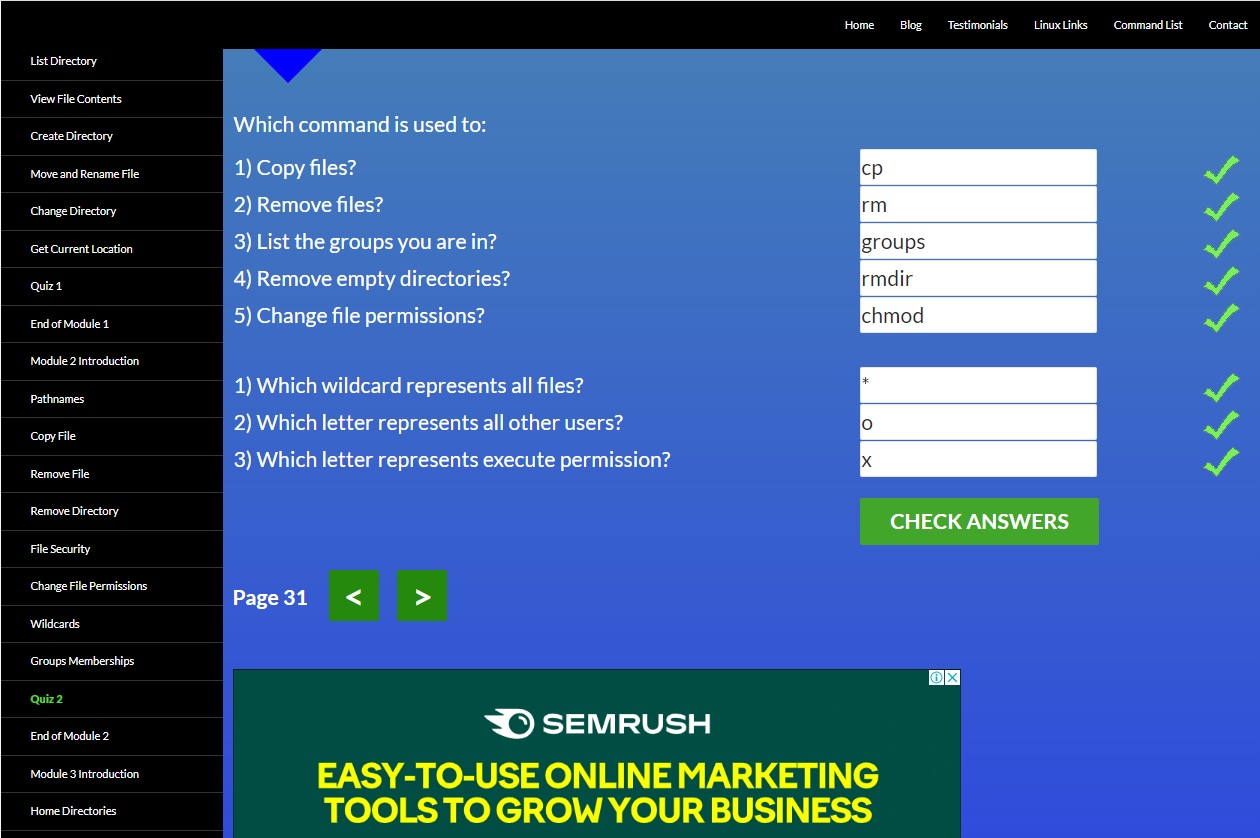 Home Blog Testimonials Linux Links Command List Contact
List Directory
View File Contents
Create Directory
Move and Rename File
Change Directory
Get Current Location
Quiz 1
End of Module 1
Module 2 Introduction
Pathnames
Copy File
Remove File
Remove Directory
File Security
Change File Permissions
Wildcards
Groups Memberships
Quiz 2
End of Module 2
Module 3 Introduction
Home Directories
Which command is used to:
1) Copy files? cp
2) Remove files? rm
3) List the groups you are in? groups
4) Remove empty directories? rmdir
5) Change file permissions? chmod
1) Which wildcard represents all files? *
2) Which letter represents all other users? o
3) Which letter represents execute permission? x
CHECK ANSWERS
Page 31 < >
SEMRUSH
EASY-TO-USE ONLINE MARKETING
TOOLS TO GROW YOUR BUSINESS